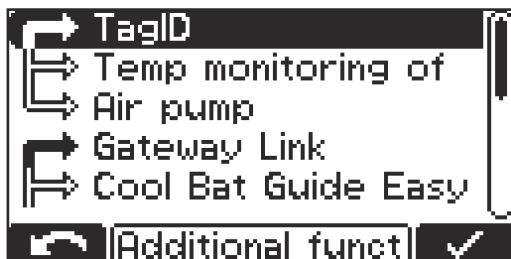 TagID
Temp monitoring of
Air pump
Gateway Link
Cool Bat Guide Easy
Additional funct